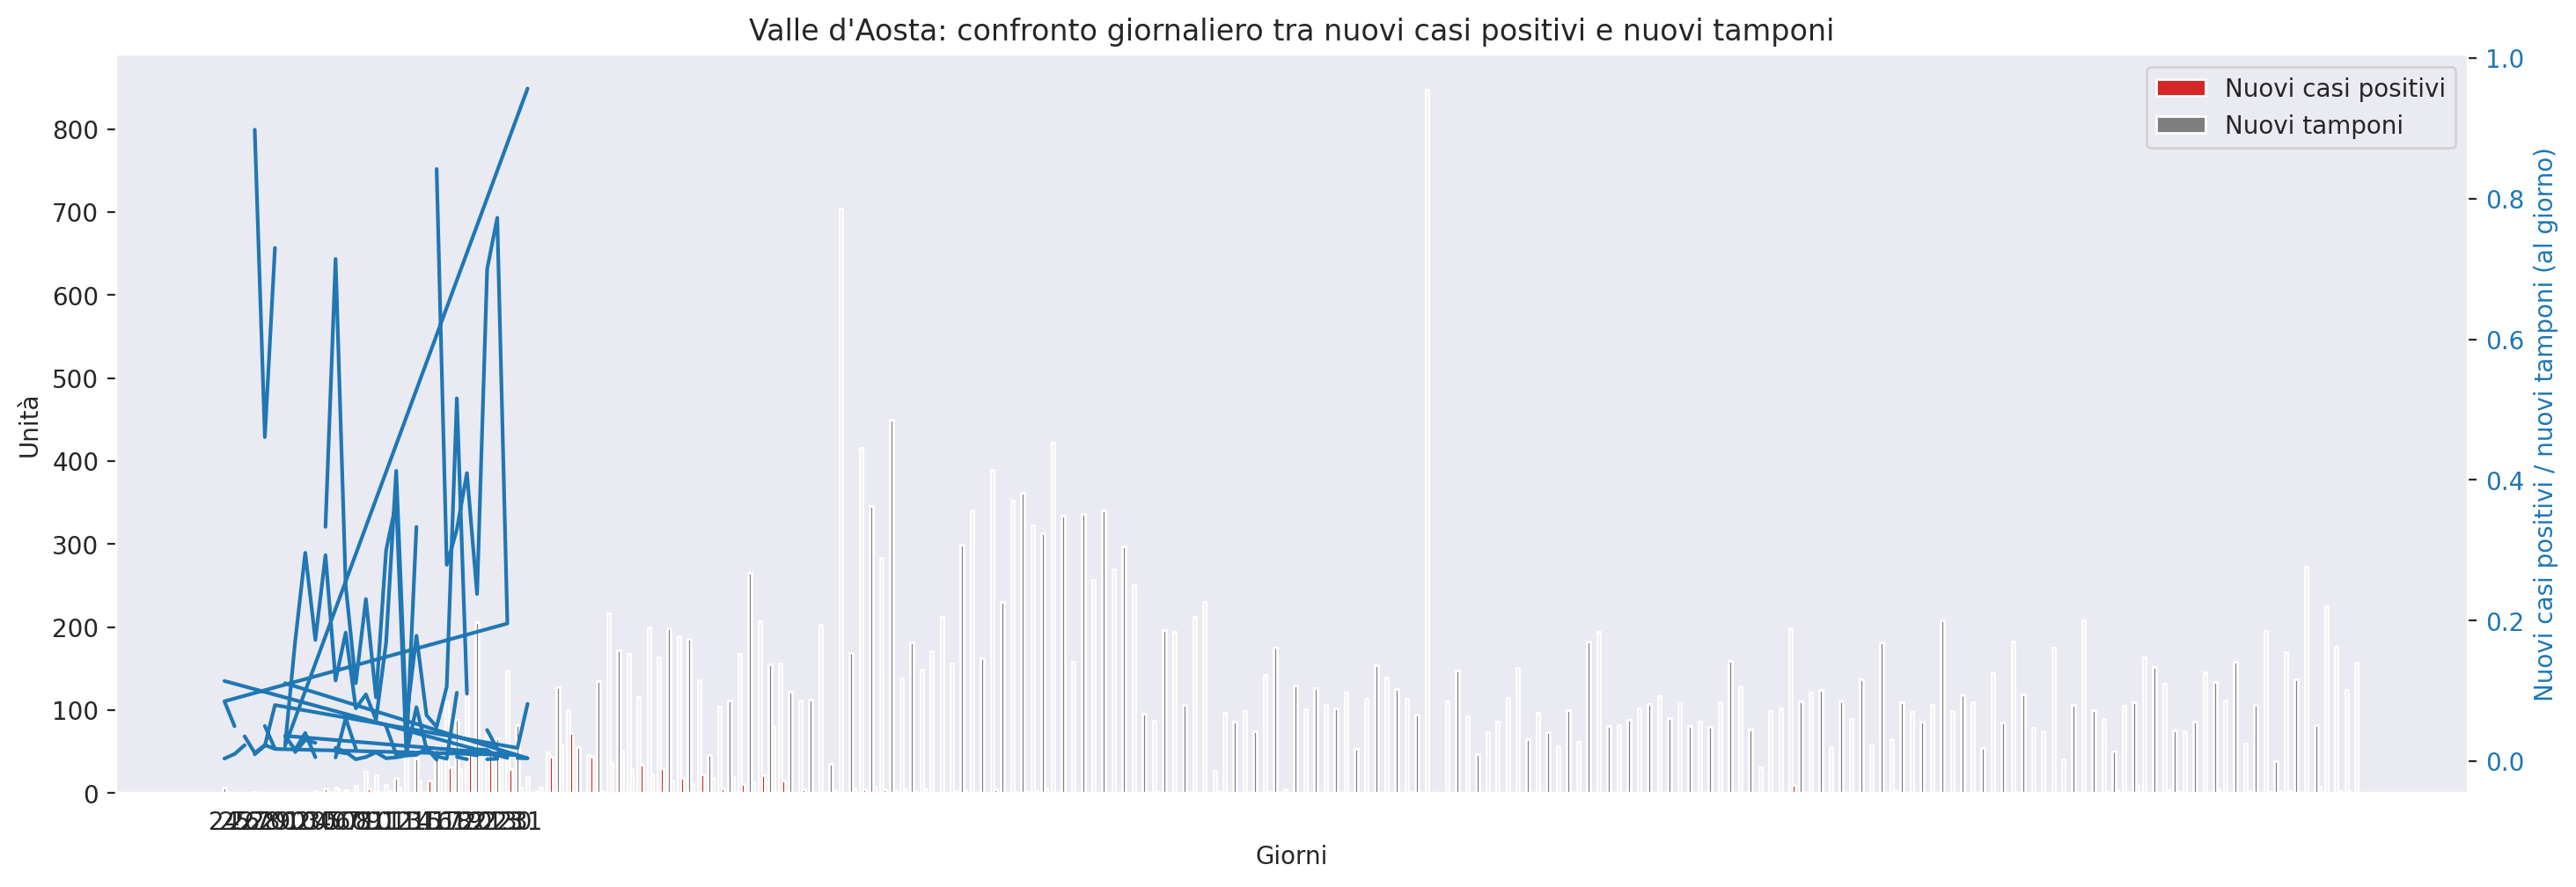 Valle d'Aosta: confronto giornaliero tra nuovi casi positivi e nuovi tamponi
Nuovi casi positivi
Nuovi tamponi
800
700
600
500
400
300
200
100
0
Unità
1.0
0.8
0.6
0.4
0.2
0.0
Nuovi casi positivi / nuovi tamponi (al giorno)
Giorni